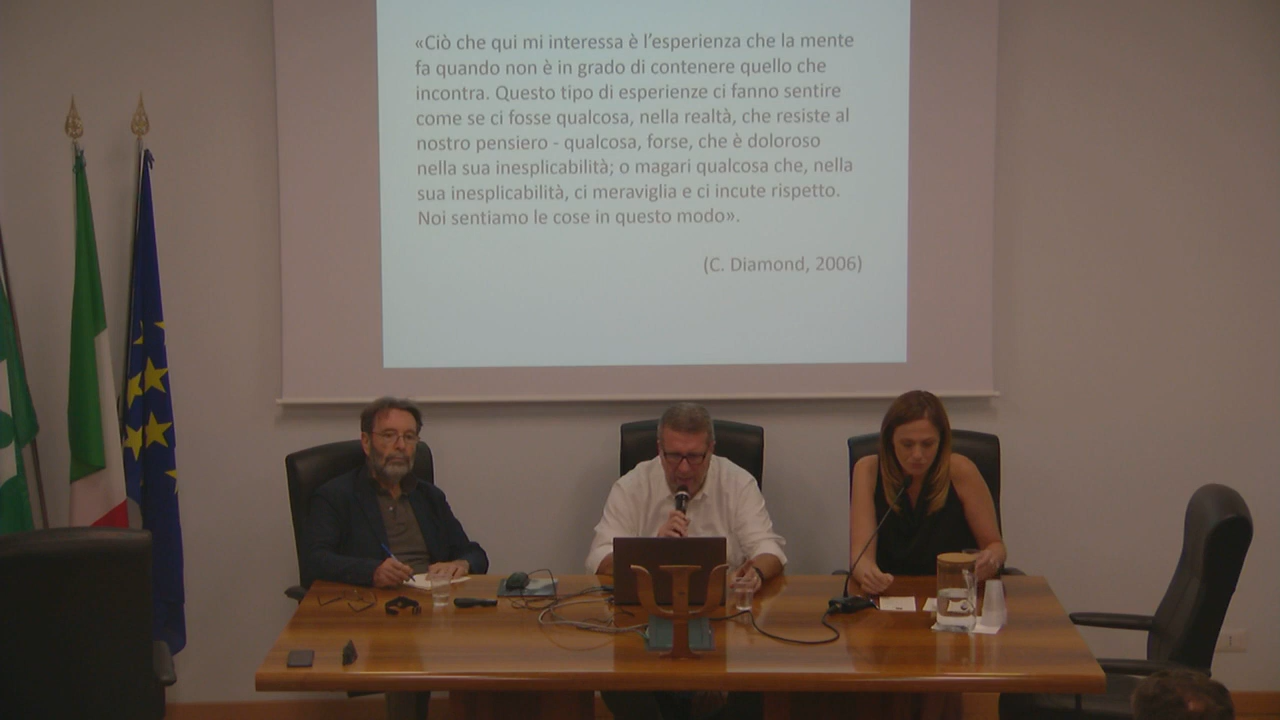 «Ciò che qui mi interessa è l'esperienza che la mente
fa quando non è in grado di contenere quello che
incontra. Questo tipo di esperienze ci fanno sentire
come se ci fosse qualcosa, nella realtà, che resiste al
nostro pensiero - qualcosa, forse, che è doloroso
nella sua inesplicabilità; o magari qualcosa che, nella
sua inesplicabilità, ci meraviglia e ci incute rispetto.
Noi sentiamo le cose in questo modo».
(C. Diamond, 2006)